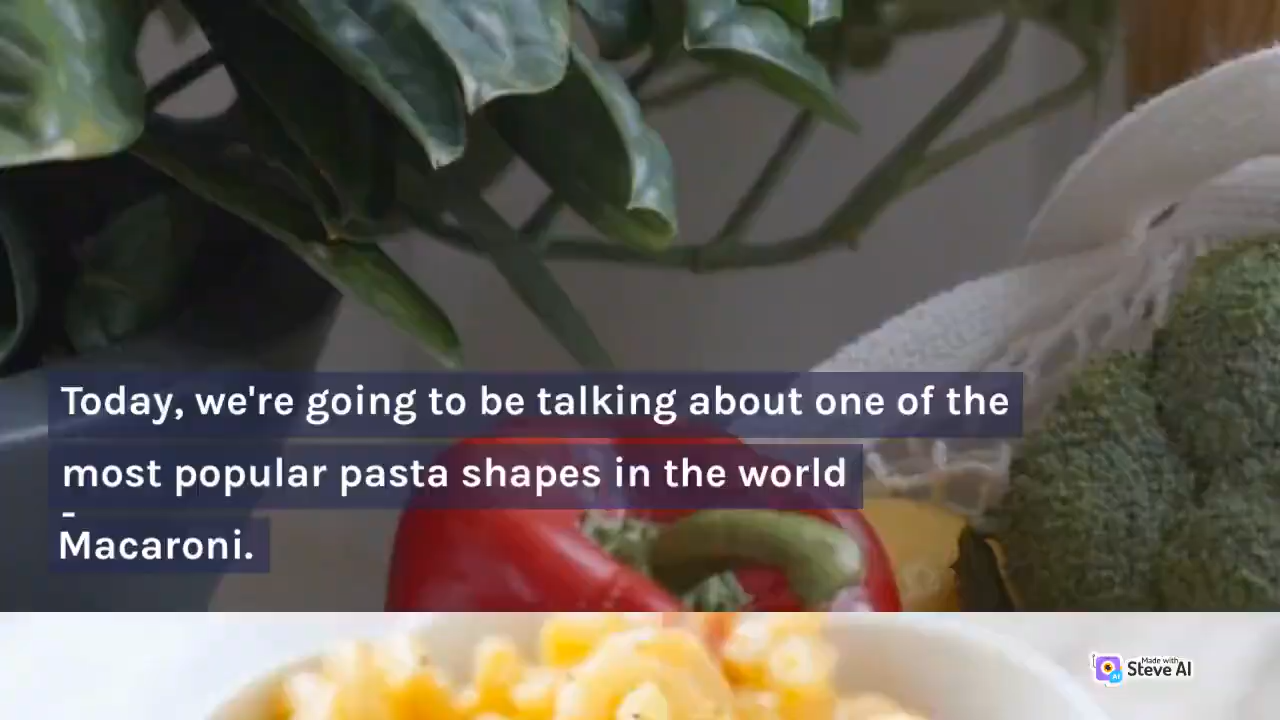 Today, we're going to be talking about one of the
most popular pasta shapes in the world
-
Macaroni.
Made with
Steve AI
AI